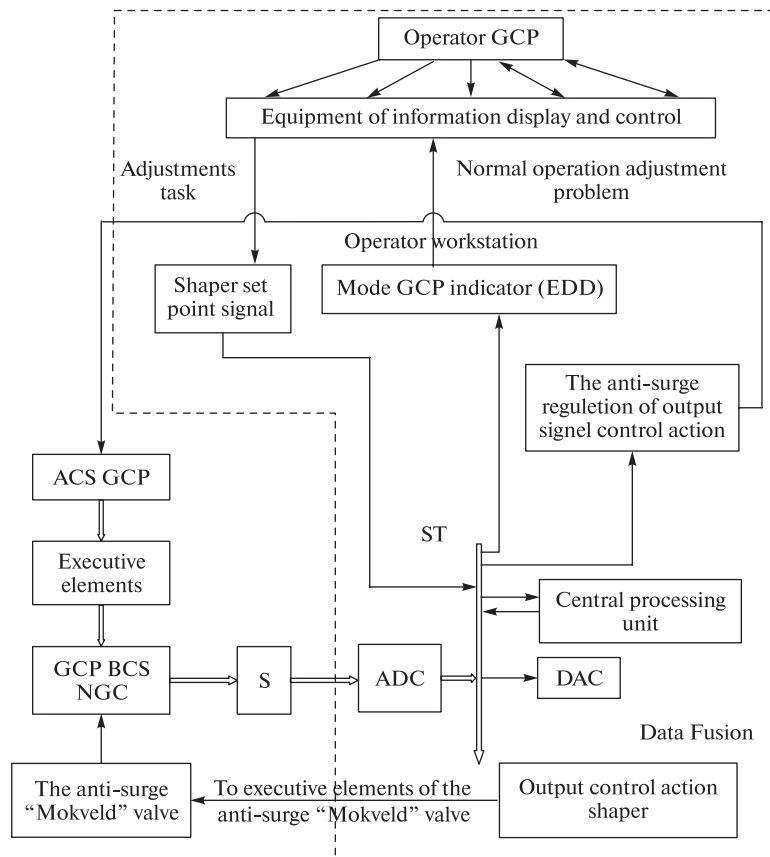 Operator GCP
Equipment of information display and control
Adjustments
task
Normal operation adjustment
problem
Operator workstation
Shaper set
point signal
Mode GCP indicator (EDD)
The anti-surge
reguletion of output
signel control action
ACS GCP
ST
Executive
elements
Central processing
unit
GCP BCS
NGC
S
ADC
DAC
Data Fusion
The anti-surge
“Mokveld” valve
To executive elements of the
anti-surge “Mokveld” valve
Output control action
shaper